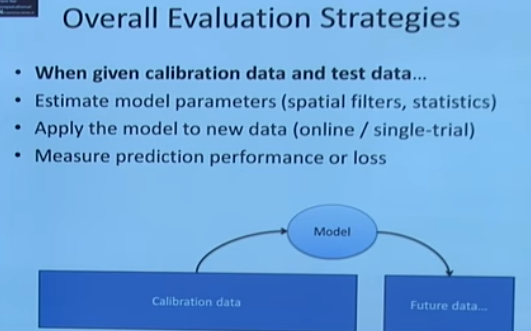 Overall Evaluation Strategies
• When given calibration data and test data...
• Estimate model parameters (spatial filters, statistics)
• Apply the model to new data (online / single-trial)
• Measure prediction performance or loss
Model
Calibration data
Future data...